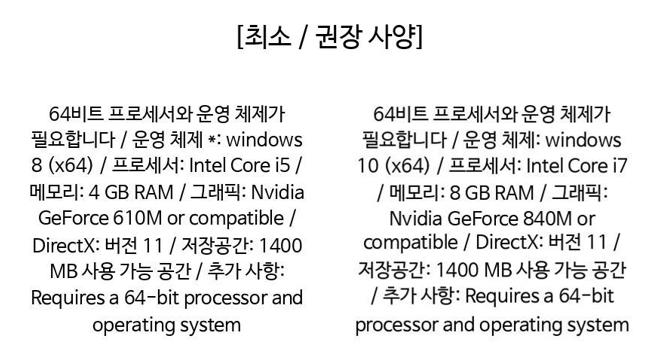 [최소 / 권장 사양]
64비트 프로세서와 운영 체제가
필요합니다 / 운영 체제 *: windows
8 (x64) / 프로세서: Intel Core i5 /
메모리: 4 GB RAM / 그래픽: Nvidia
GeForce 610M or compatible /
DirectX: 버전 11 / 저장공간: 1400
MB 사용 가능 공간 / 추가 사항:
Requires a 64-bit processor and
operating system
64비트 프로세서와 운영 체제가
필요합니다 / 운영 체제: windows
10 (x64) / 프로세서: Intel Core i7
/ 메모리: 8 GB RAM / 그래픽:
Nvidia GeForce 840M or
compatible / DirectX: 버전 11 /
저장공간: 1400 MB 사용 가능 공간
/ 추가 사항: Requires a 64-bit
processor and operating system